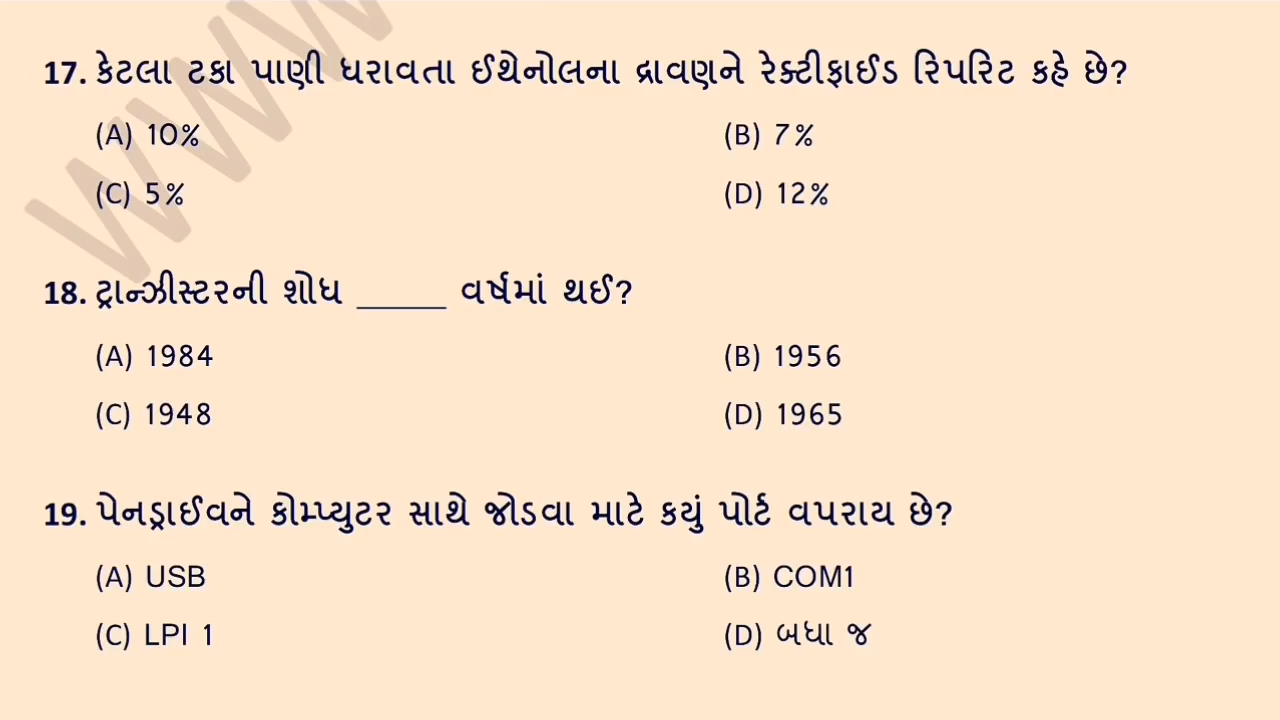 WWW
17. કેટલા ટકા પાણી ધરાવતા ઈથેનોલના દ્રાવણને રેક્ટીફાઈડ સ્પિરિટ કહે છે?
(A) 10% (B) 7%
(C) 5% (D) 12%
18. ટ્રાન્ઝીસ્ટરની શોધ _____ વર્ષમાં થઈ?
(A) 1984 (B) 1956
(C) 1948 (D) 1965
19. પેનડ્રાઈવને કોમ્પ્યુટર સાથે જોડવા માટે કયું પોર્ટ વપરાય છે?
(A) USB (B) COM1
(C) LPI 1 (D) બધા જ